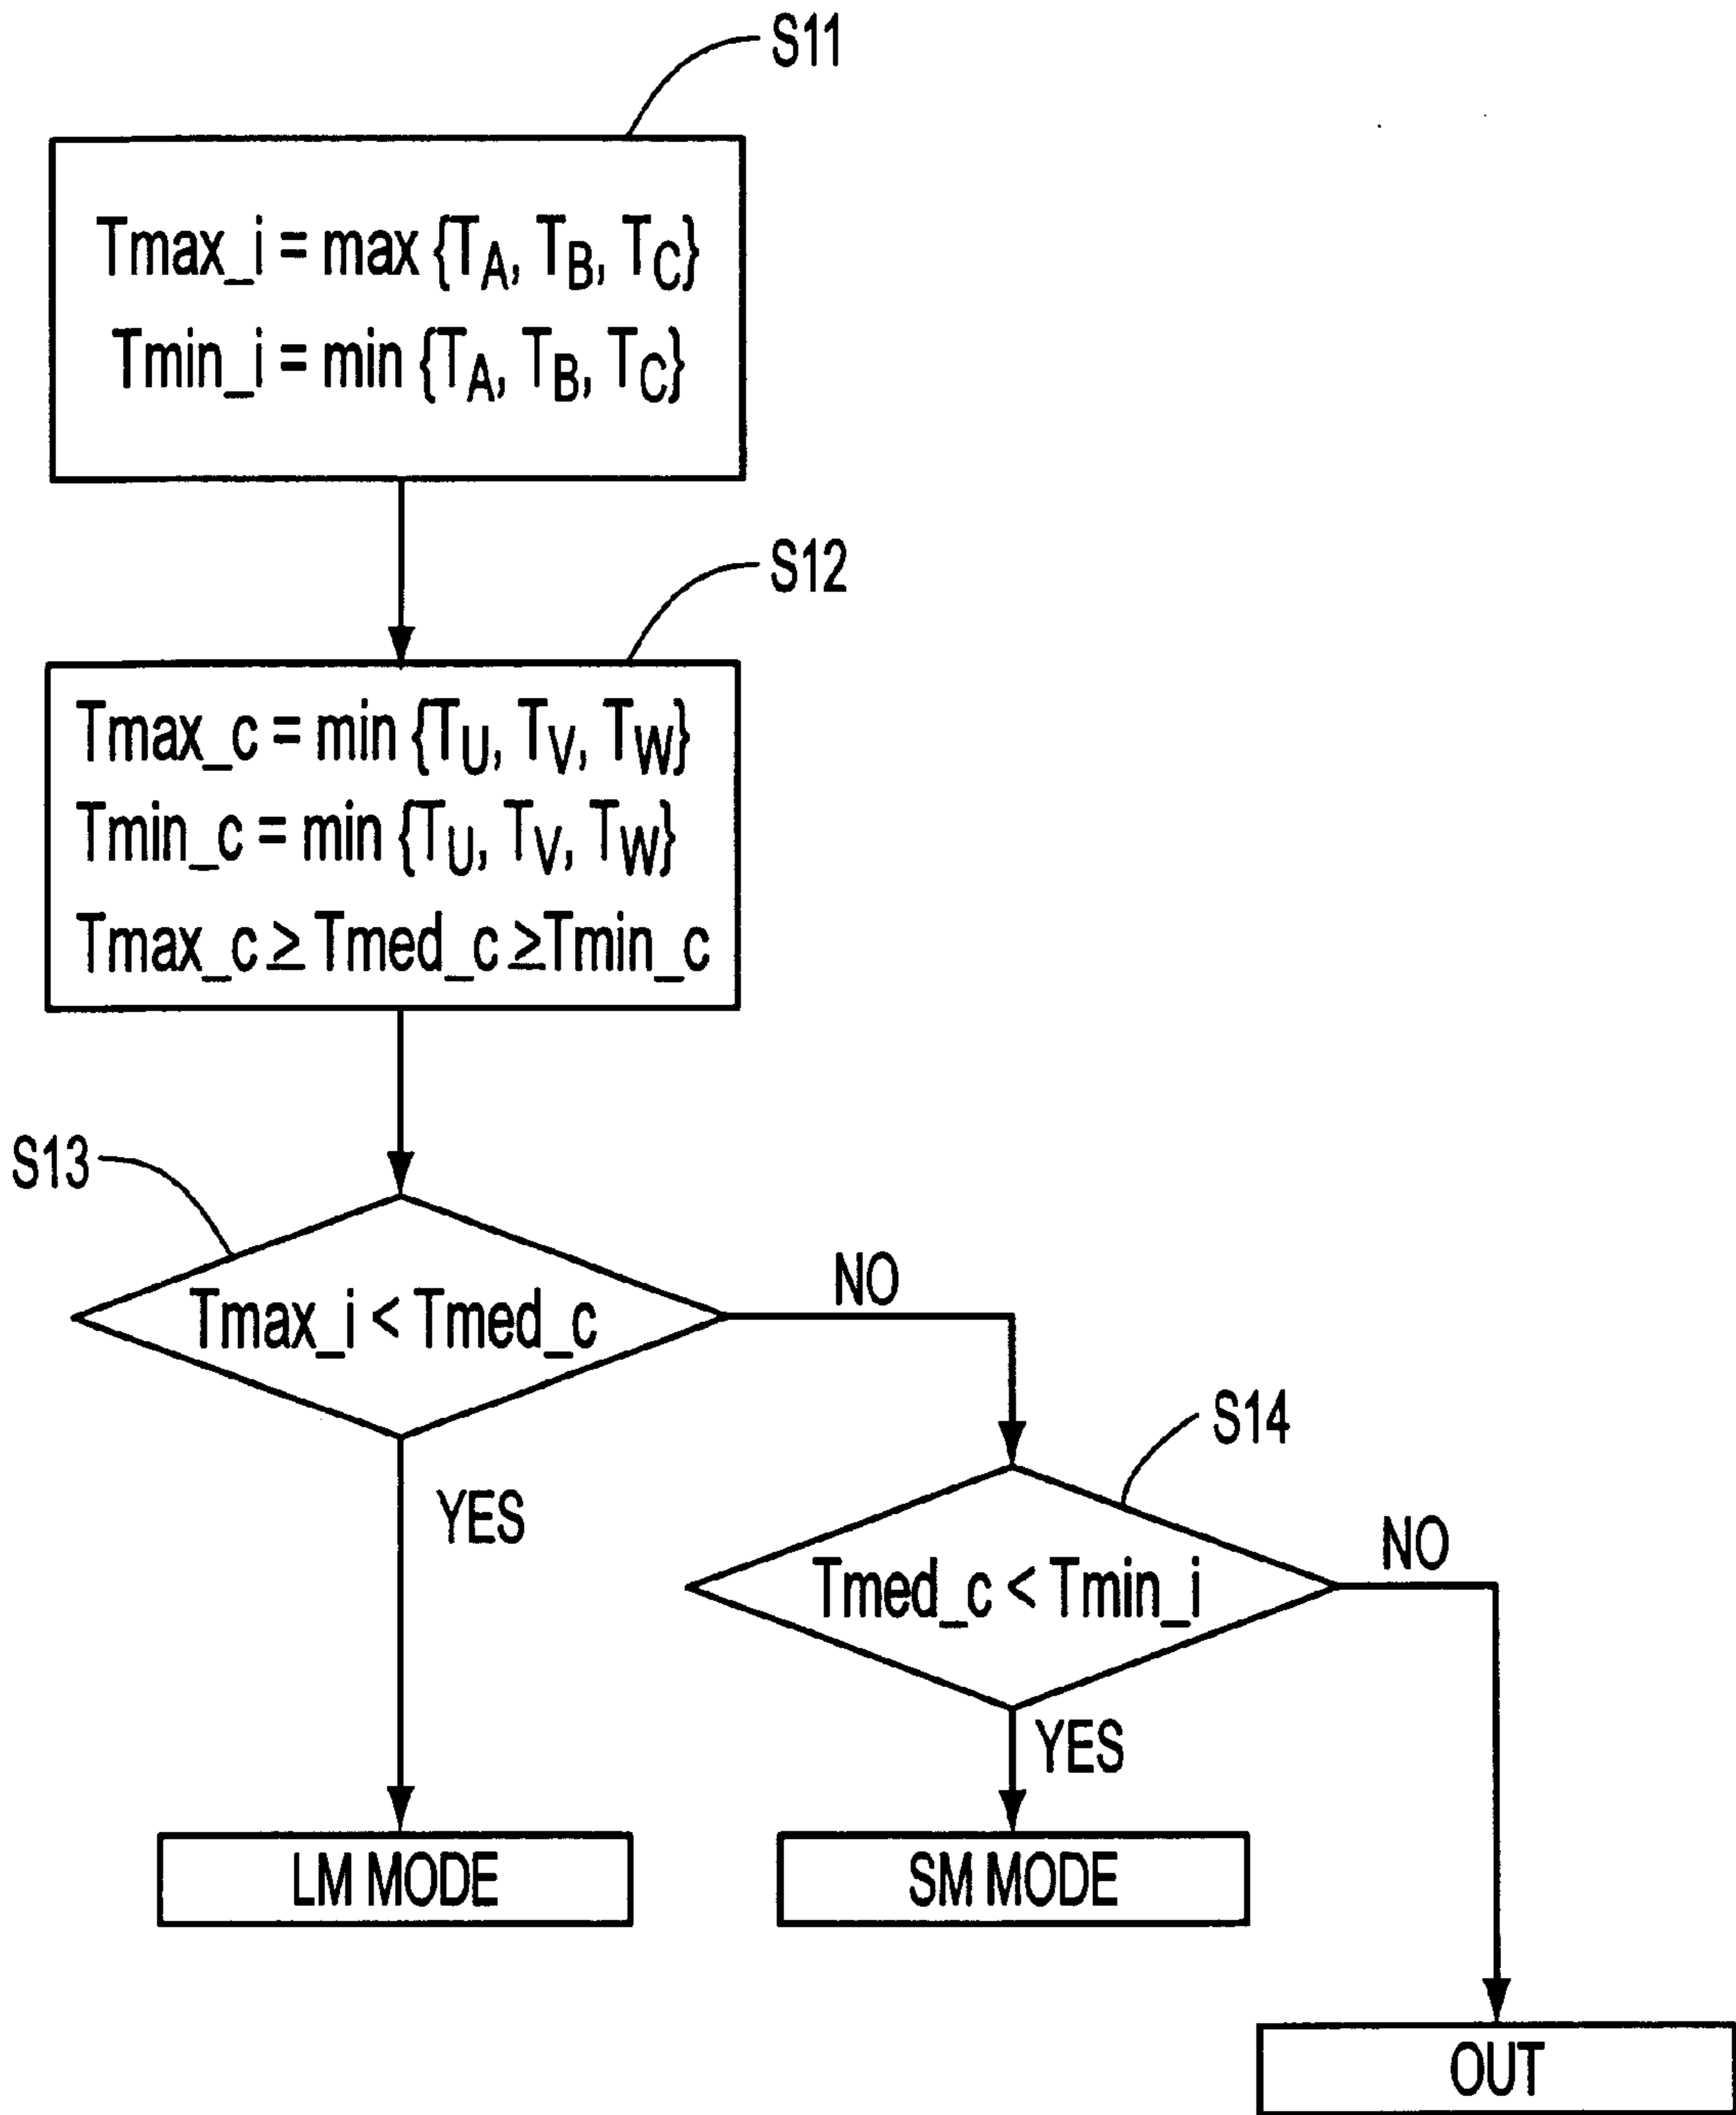 S11
Tmax_i = max {TA, TB, TC}
Tmin_i = min {TA, TB, TC}
S12
Tmax_c = min {TU, TV, TW}
Tmin_c = min {TU, TV, TW}
Tmax_c ≥ Tmed_c ≥ Tmin_c
S13
Tmax_i < Tmed_c
NO
YES
S14
Tmed_c < Tmin_i
NO
YES
LM MODE
SM MODE
OUT